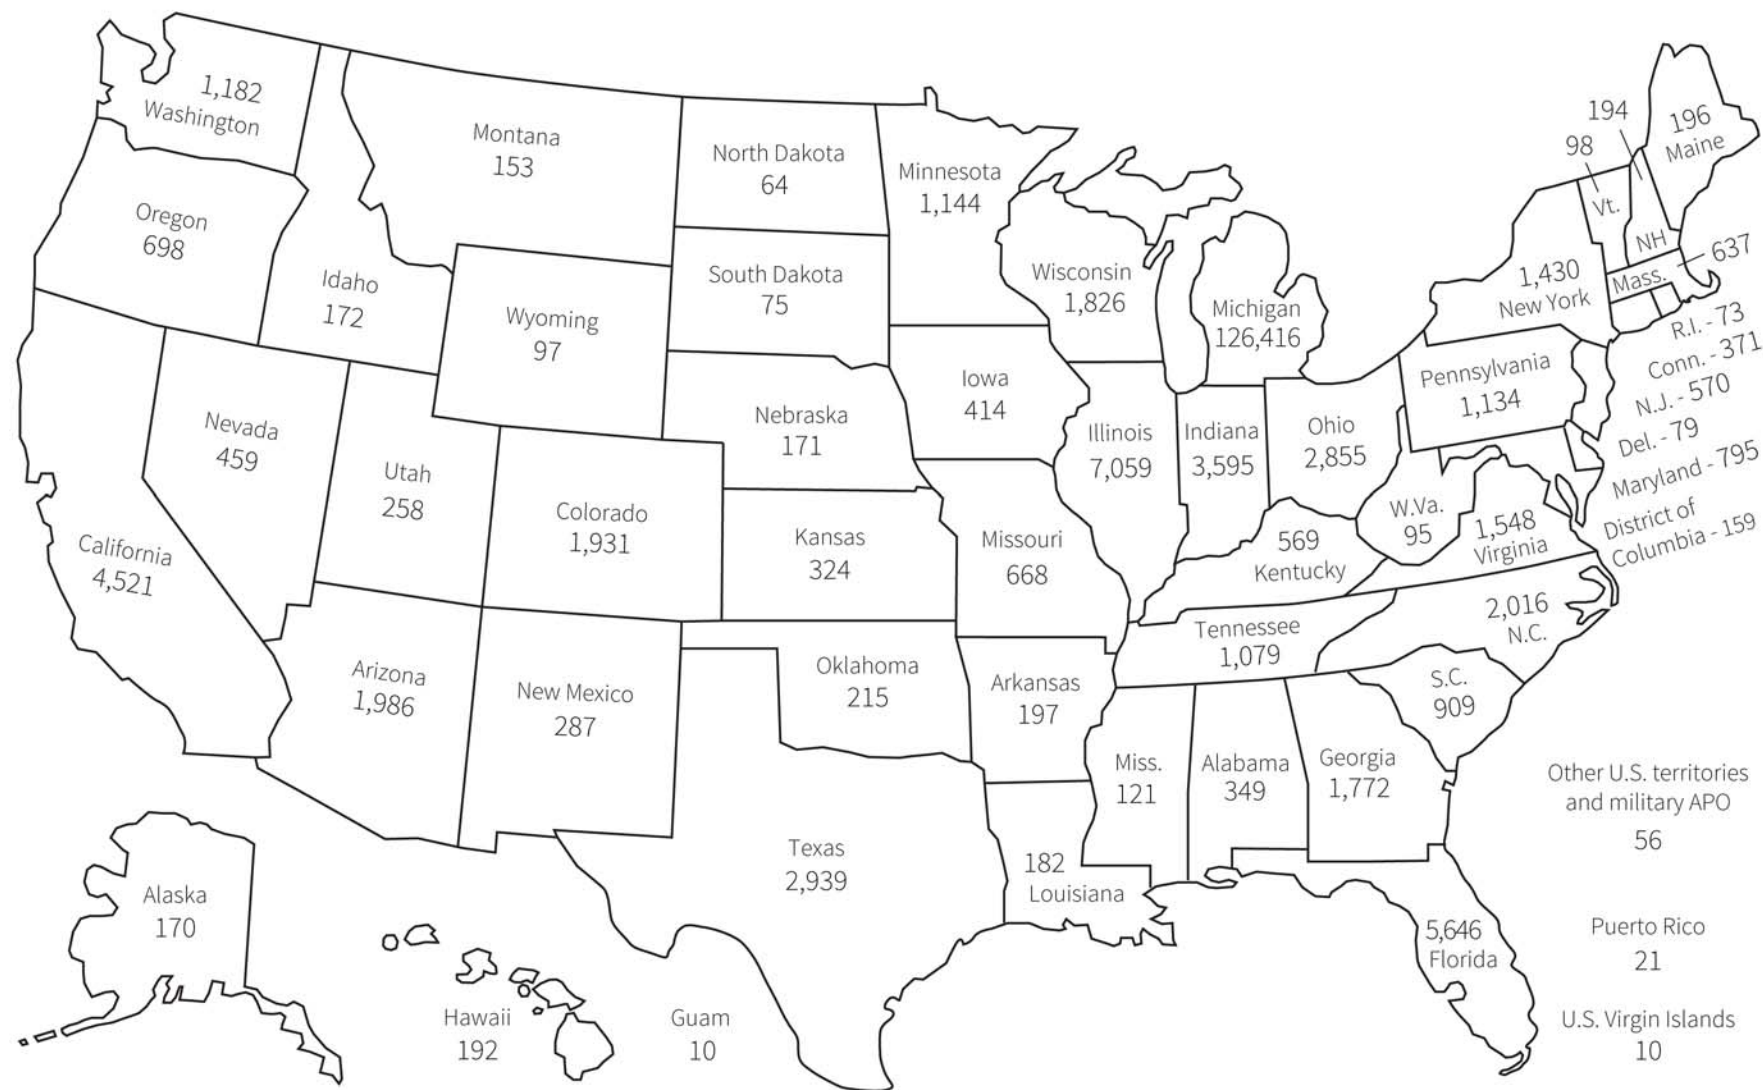 1,182
Washington
Montana
153
North Dakota
64
Minnesota
1,144
194
98
196
Maine
Vt.
NH
637
Mass.
Oregon
698
Idaho
172
Wyoming
97
South Dakota
75
Wisconsin
1,826
Michigan
126,416
1,430
New York
R.I. - 73
Conn. - 371
N.J. - 570
Del. - 79
Maryland - 795
District of
Columbia - 159
Pennsylvania
1,134
Nevada
459
Utah
258
Nebraska
171
Iowa
414
Illinois
7,059
Indiana
3,595
Ohio
2,855
W.Va.
95
1,548
Virginia
California
4,521
Colorado
1,931
Kansas
324
Missouri
668
569
Kentucky
2,016
N.C.
Tennessee
1,079
Arizona
1,986
New Mexico
287
Oklahoma
215
Arkansas
197
S.C.
909
Miss.
121
Alabama
349
Georgia
1,772
Other U.S. territories
and military APO
56
Texas
2,939
182
Louisiana
Alaska
170
5,646
Florida
Puerto Rico
21
Hawaii
192
Guam
10
U.S. Virgin Islands
10